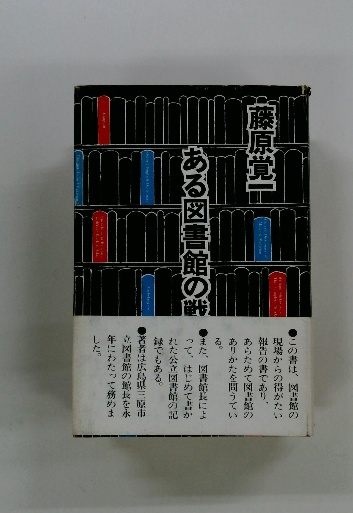 藤原覚一
ある図書館の戦
●この書は、図書館の
現場からの得がたい
報告の書であり、
あらためて図書館の
ありかたを問うてい
る。
●また、図書館長によ
って、はじめて書か
れた公立図書館の記
録でもある。
●著者は広島県三原市
立図書館の館長を永
年にわたって務めま
した。